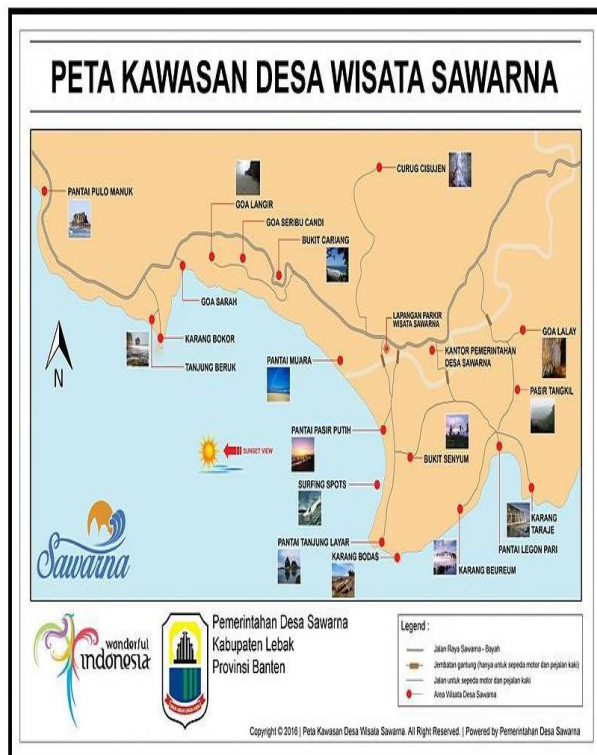 PETA KAWASAN DESA WISATA SAWARNA
PANTAI PULO MANUK
GOA LANGIR
GOA SERIBU CANDI
BUKIT CARIANG
CURUG CISUJEN
GOA SARAH
KARANG BOKOR
TANJUNG BERUK
LAPANGAN PARKIR
WISATA SAWARNA
GOA LALAY
KANTOR PEMERINTAHAN
DESA SAWARNA
PANTAI MUARA
PASIR TANGKIL
N
PANTAI PASIR PUTIH
BUKIT SENYUM
SUNSET VIEW
SURFING SPOTS
KARANG
TARAJE
PANTAI TANJUNG LAYAR
KARANG BODAS
PANTAI LEGON PARI
KARANG BEUREUM
Sawarna
wonderful
indonesia
Pemerintahan Desa Sawarna
Kabupaten Lebak
Provinsi Banten
Legend :
Jalan Raya Sawarna - Bayah
Jembatan gantung (hanya untuk sepeda motor dan pejalan kaki)
Jalan untuk sepeda motor dan pejalan kaki
Area Wisata Desa Sawarna
Copyright © 2016 | Peta Kawasan Desa Wisata Sawarna. All Right Reserved. | Powered by Pemerintahan Desa Sawarna